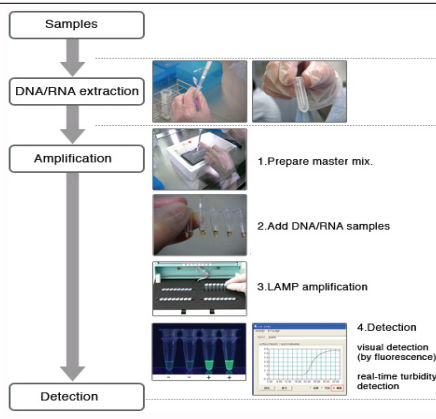 Samples
DNA/RNA extraction
Amplification
1.Prepare master mix.
2.Add DNA/RNA samples
3.LAMP amplification
4.Detection
visual detection
(by fluorescence)
real-time turbidity
detection
- - + +
Detection